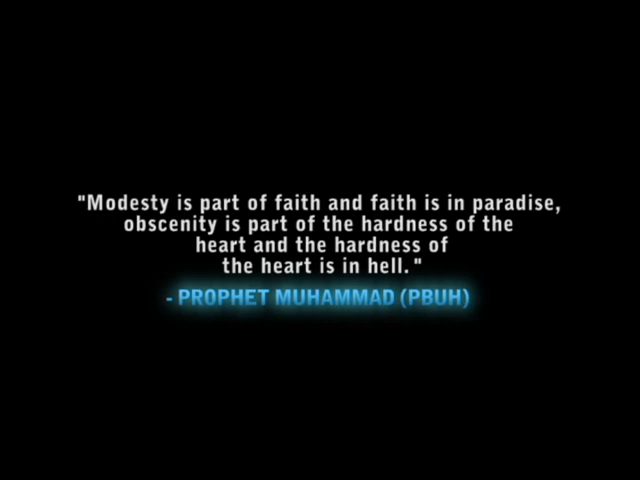 "Modesty is part of faith and faith is in paradise,
obscenity is part of the hardness of the
heart and the hardness of
the heart is in hell."
- PROPHET MUHAMMAD (PBUH)